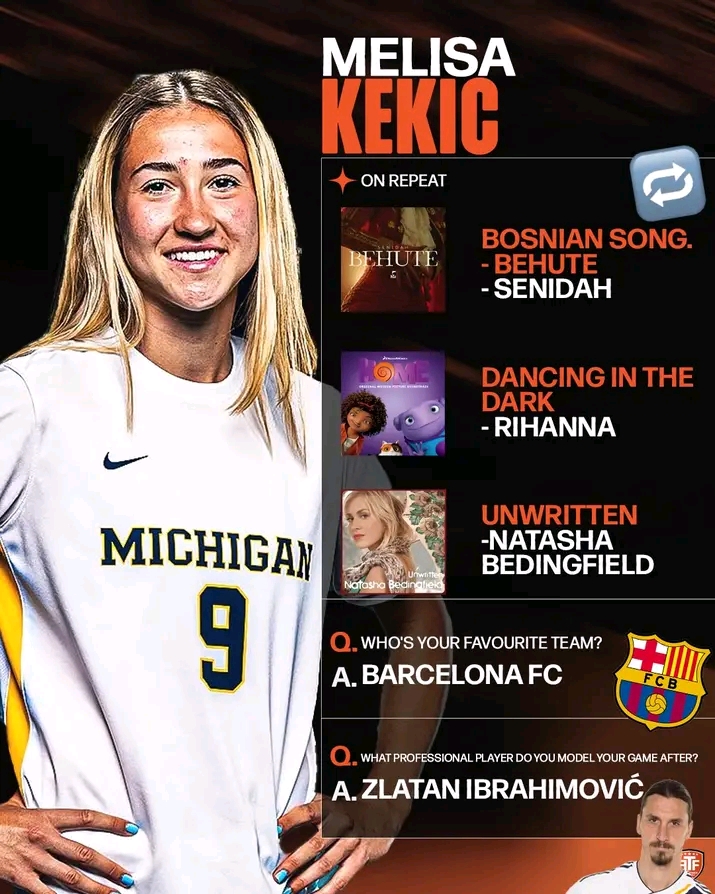 MELISA
KEKIC
ON REPEAT
SENIDAH
BEHUTE
BOSNIAN SONG.
- BEHUTE
- SENIDAH
HOME
DANCING IN THE
DARK
- RIHANNA
Unwritten
Natasha Bedingfield
UNWRITTEN
-NATASHA
BEDINGFIELD
MICHIGAN
9
Q. WHO'S YOUR FAVOURITE TEAM?
A. BARCELONA FC
FCB
Q. WHAT PROFESSIONAL PLAYER DO YOU MODEL YOUR GAME AFTER?
A. ZLATAN IBRAHIMOVIĆ